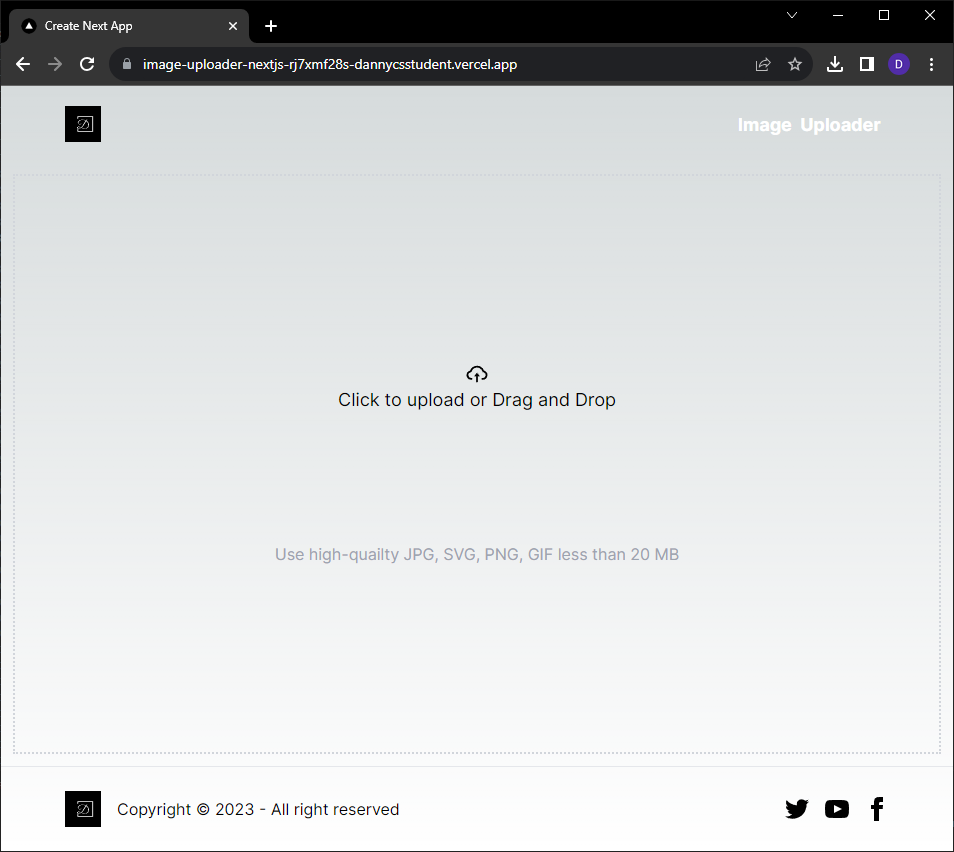 Create Next App
image-uploader-nextjs-rj7xmf28s-dannycsstudent.vercel.app
D
Image Uploader
Click to upload or Drag and Drop
Use high-quailty JPG, SVG, PNG, GIF less than 20 MB
Copyright © 2023 - All right reserved